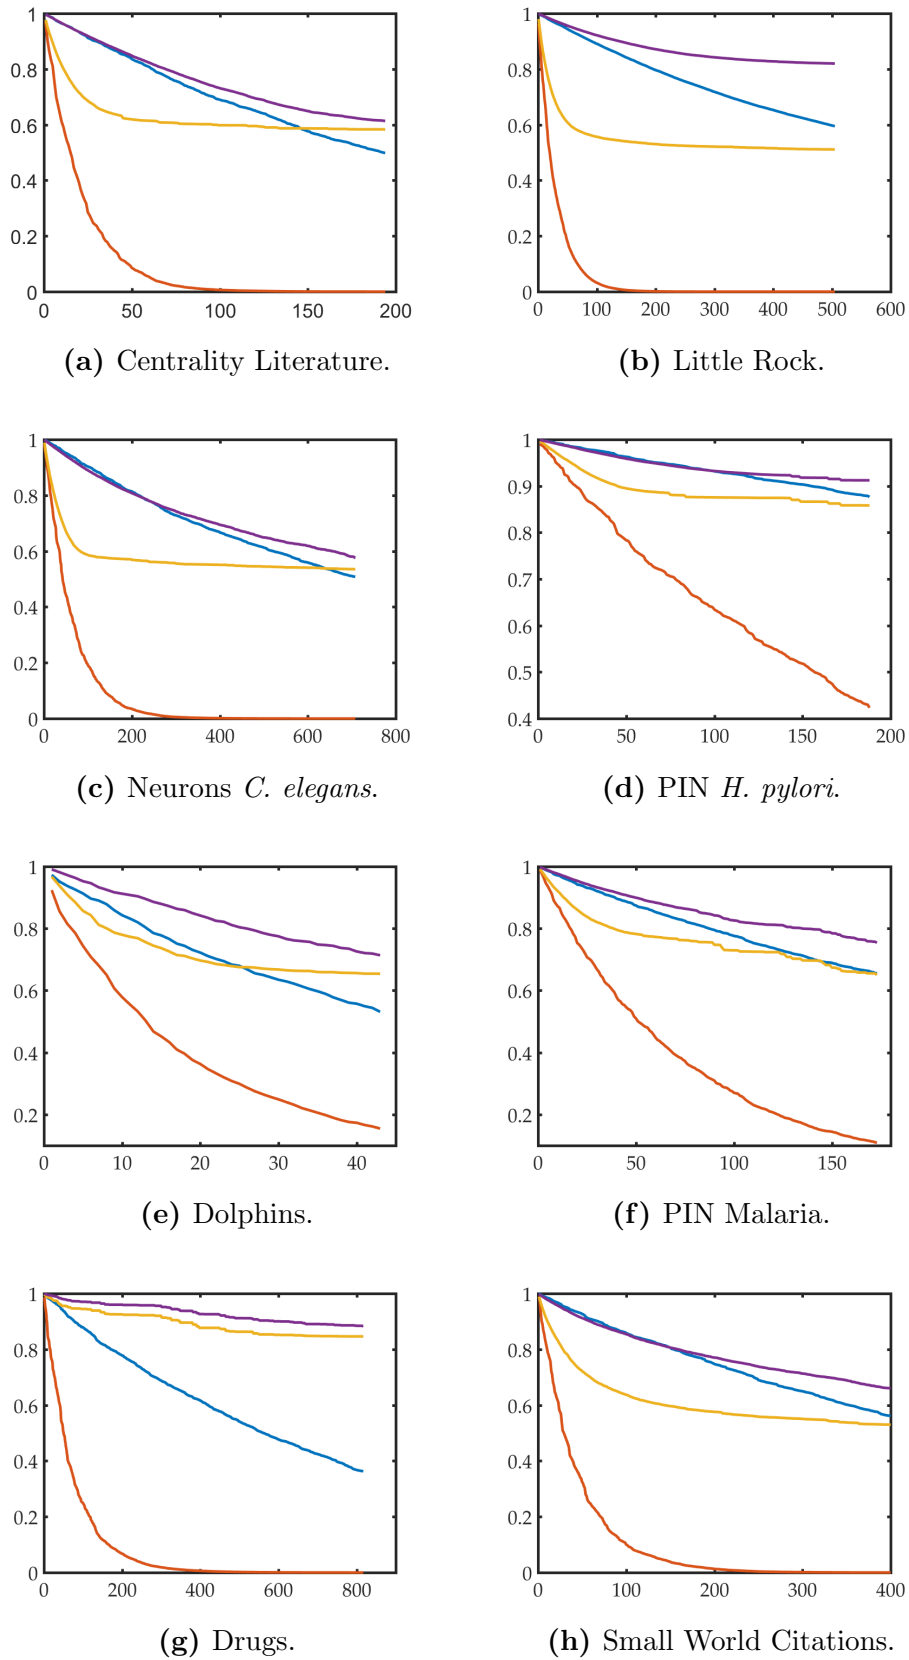 1
0.8
0.6
0.4
0.2
0
0 50 100 150 200
(a) Centrality Literature.
1
0.8
0.6
0.4
0.2
0
0 100 200 300 400 500 600
(b) Little Rock.
1
0.8
0.6
0.4
0.2
0
0 200 400 600 800
(c) Neurons C. elegans.
1
0.9
0.8
0.7
0.6
0.5
0.4
0 50 100 150 200
(d) PIN H. pylori.
1
0.8
0.6
0.4
0.2
0 10 20 30 40
(e) Dolphins.
1
0.8
0.6
0.4
0.2
0 50 100 150
(f) PIN Malaria.
1
0.8
0.6
0.4
0.2
0
0 200 400 600 800
(g) Drugs.
1
0.8
0.6
0.4
0.2
0
0 100 200 300 400
(h) Small World Citations.